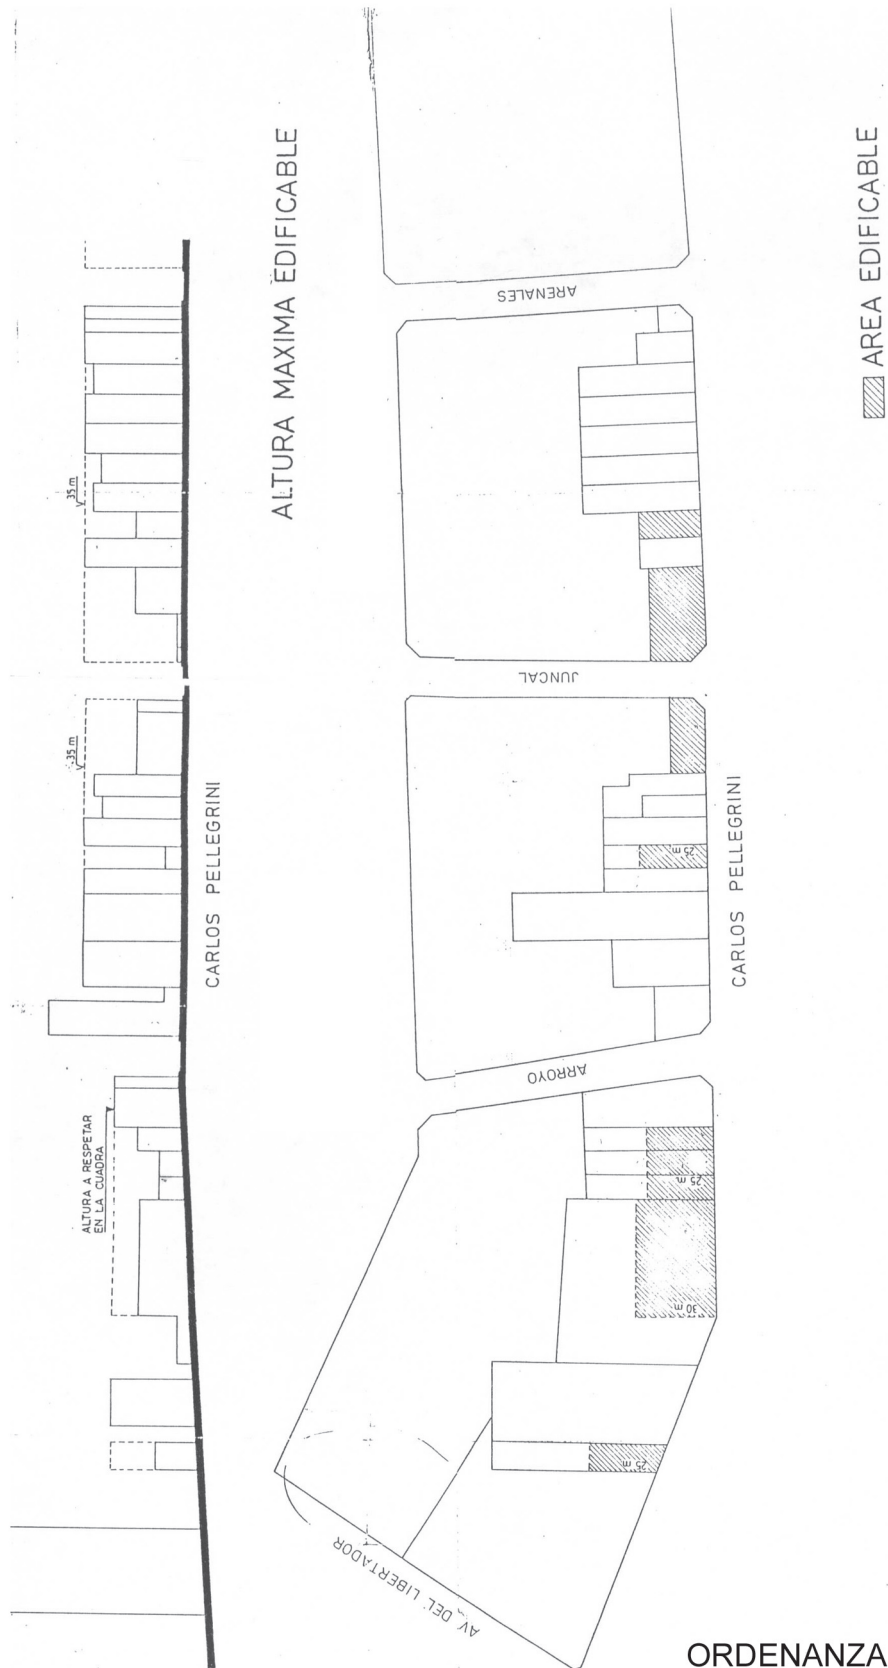 ALTURA MAXIMA EDIFICABLE
35 m
35 m
CARLOS PELLEGRINI
ALTURA A RESPETAR
EN LA CUADRA
ARENALES
JUNCAL
25 m
CARLOS PELLEGRINI
ARROYO
25 m
30 m
25 m
AV. DEL LIBERTADOR
AREA EDIFICABLE
ORDENANZA